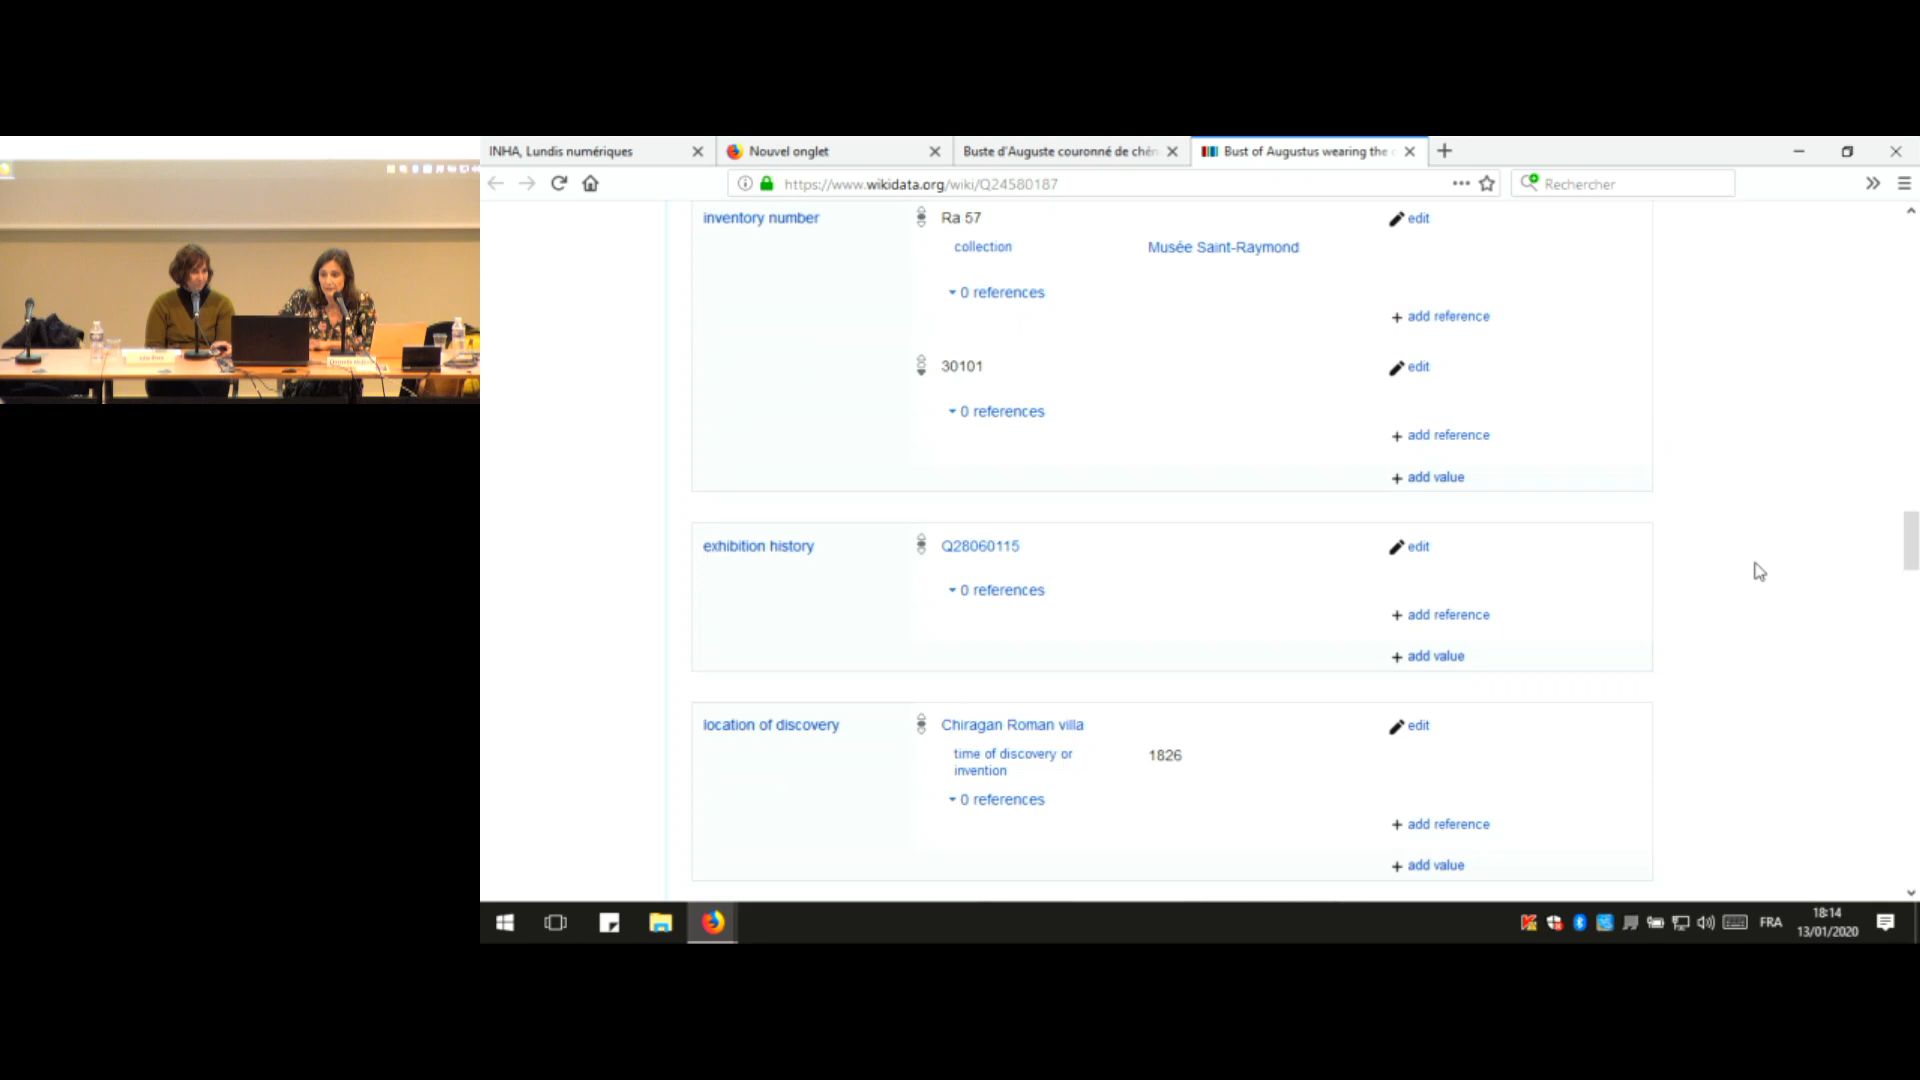 INHA, Lundis numériques
Nouvel onglet
Buste d'Auguste couronné de chên
Bust of Augustus wearing the c
https://www.wikidata.org/wiki/Q24580187
Rechercher
inventory number
Ra 57
edit
collection
Musée Saint-Raymond
0 references
+ add reference
30101
edit
0 references
+ add reference
+ add value
exhibition history
Q28060115
edit
0 references
+ add reference
+ add value
location of discovery
Chiragan Roman villa
edit
time of discovery or
invention
1826
0 references
+ add reference
+ add value
FRA
18:14
13/01/2020